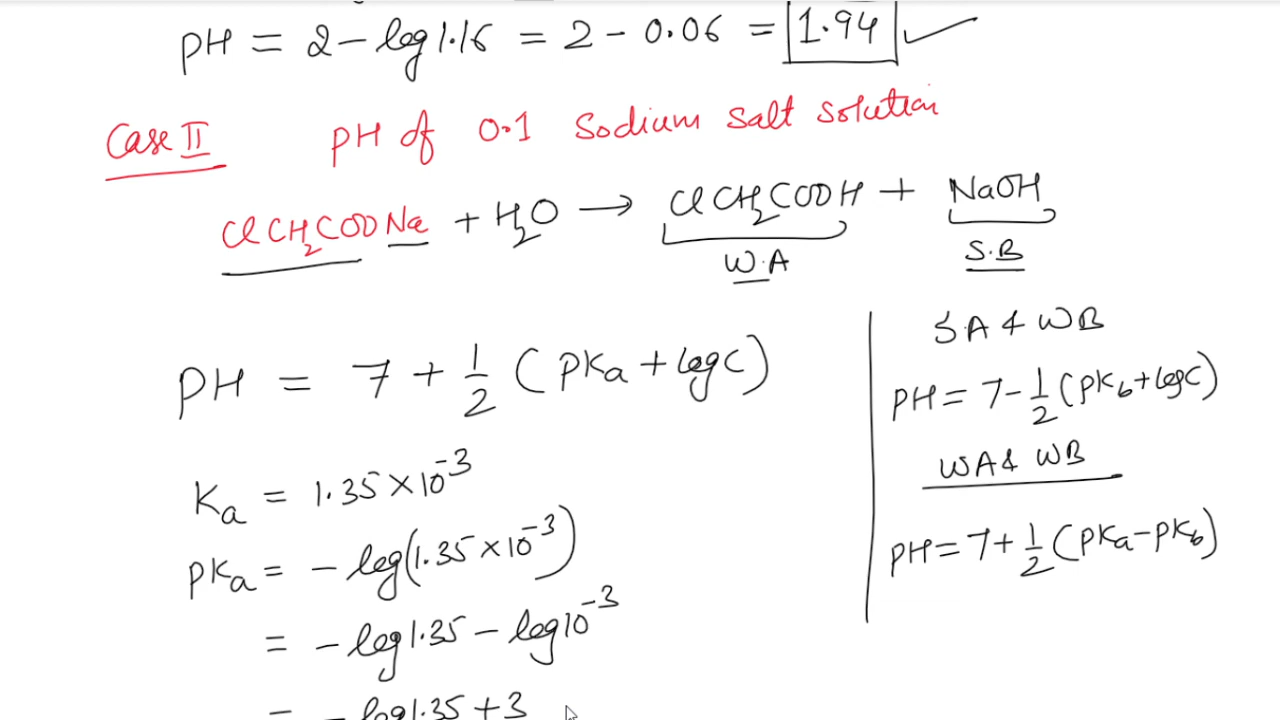 pH = 2 - log 1.16 = 2 - 0.06 = 1.94 ✓
Case II pH of 0.1 Sodium salt solution
ClCH₂COONa + H₂O → ClCH₂COOH + NaOH
W.A S.B
pH = 7 + 1/2 (pKa + log C)
Ka = 1.35 × 10⁻³
pKa = - log(1.35 × 10⁻³)
= - log 1.35 - log 10⁻³
= - log 1.35 + 3
SA & WB
pH = 7 - 1/2 (pKb + log C)
WA & WB
pH = 7 + 1/2 (pKa - pKb)